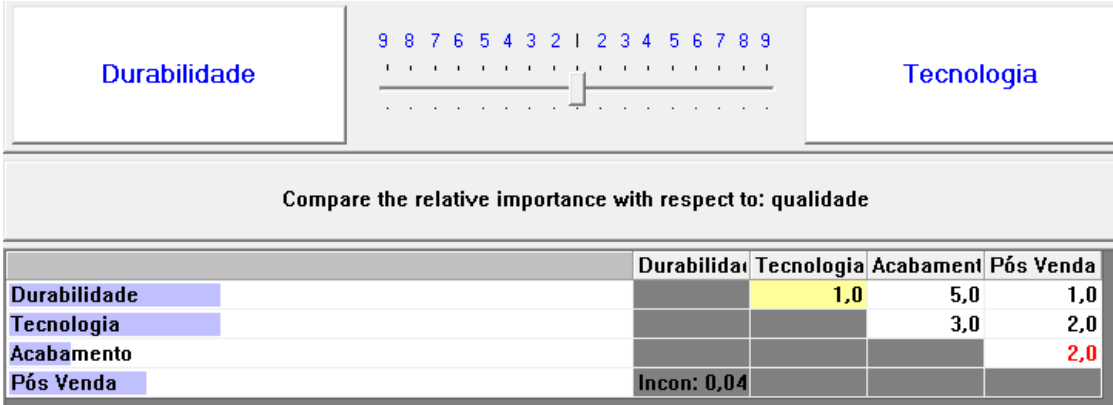 9 8 7 6 5 4 3 2 1 2 3 4 5 6 7 8 9
Durabilidade Tecnologia
Compare the relative importance with respect to: qualidade
Durabilida Tecnologia Acabament Pós Venda
Durabilidade 1,0 5,0 1,0
Tecnologia 3,0 2,0
Acabamento 2,0
Pós Venda Incon: 0,04